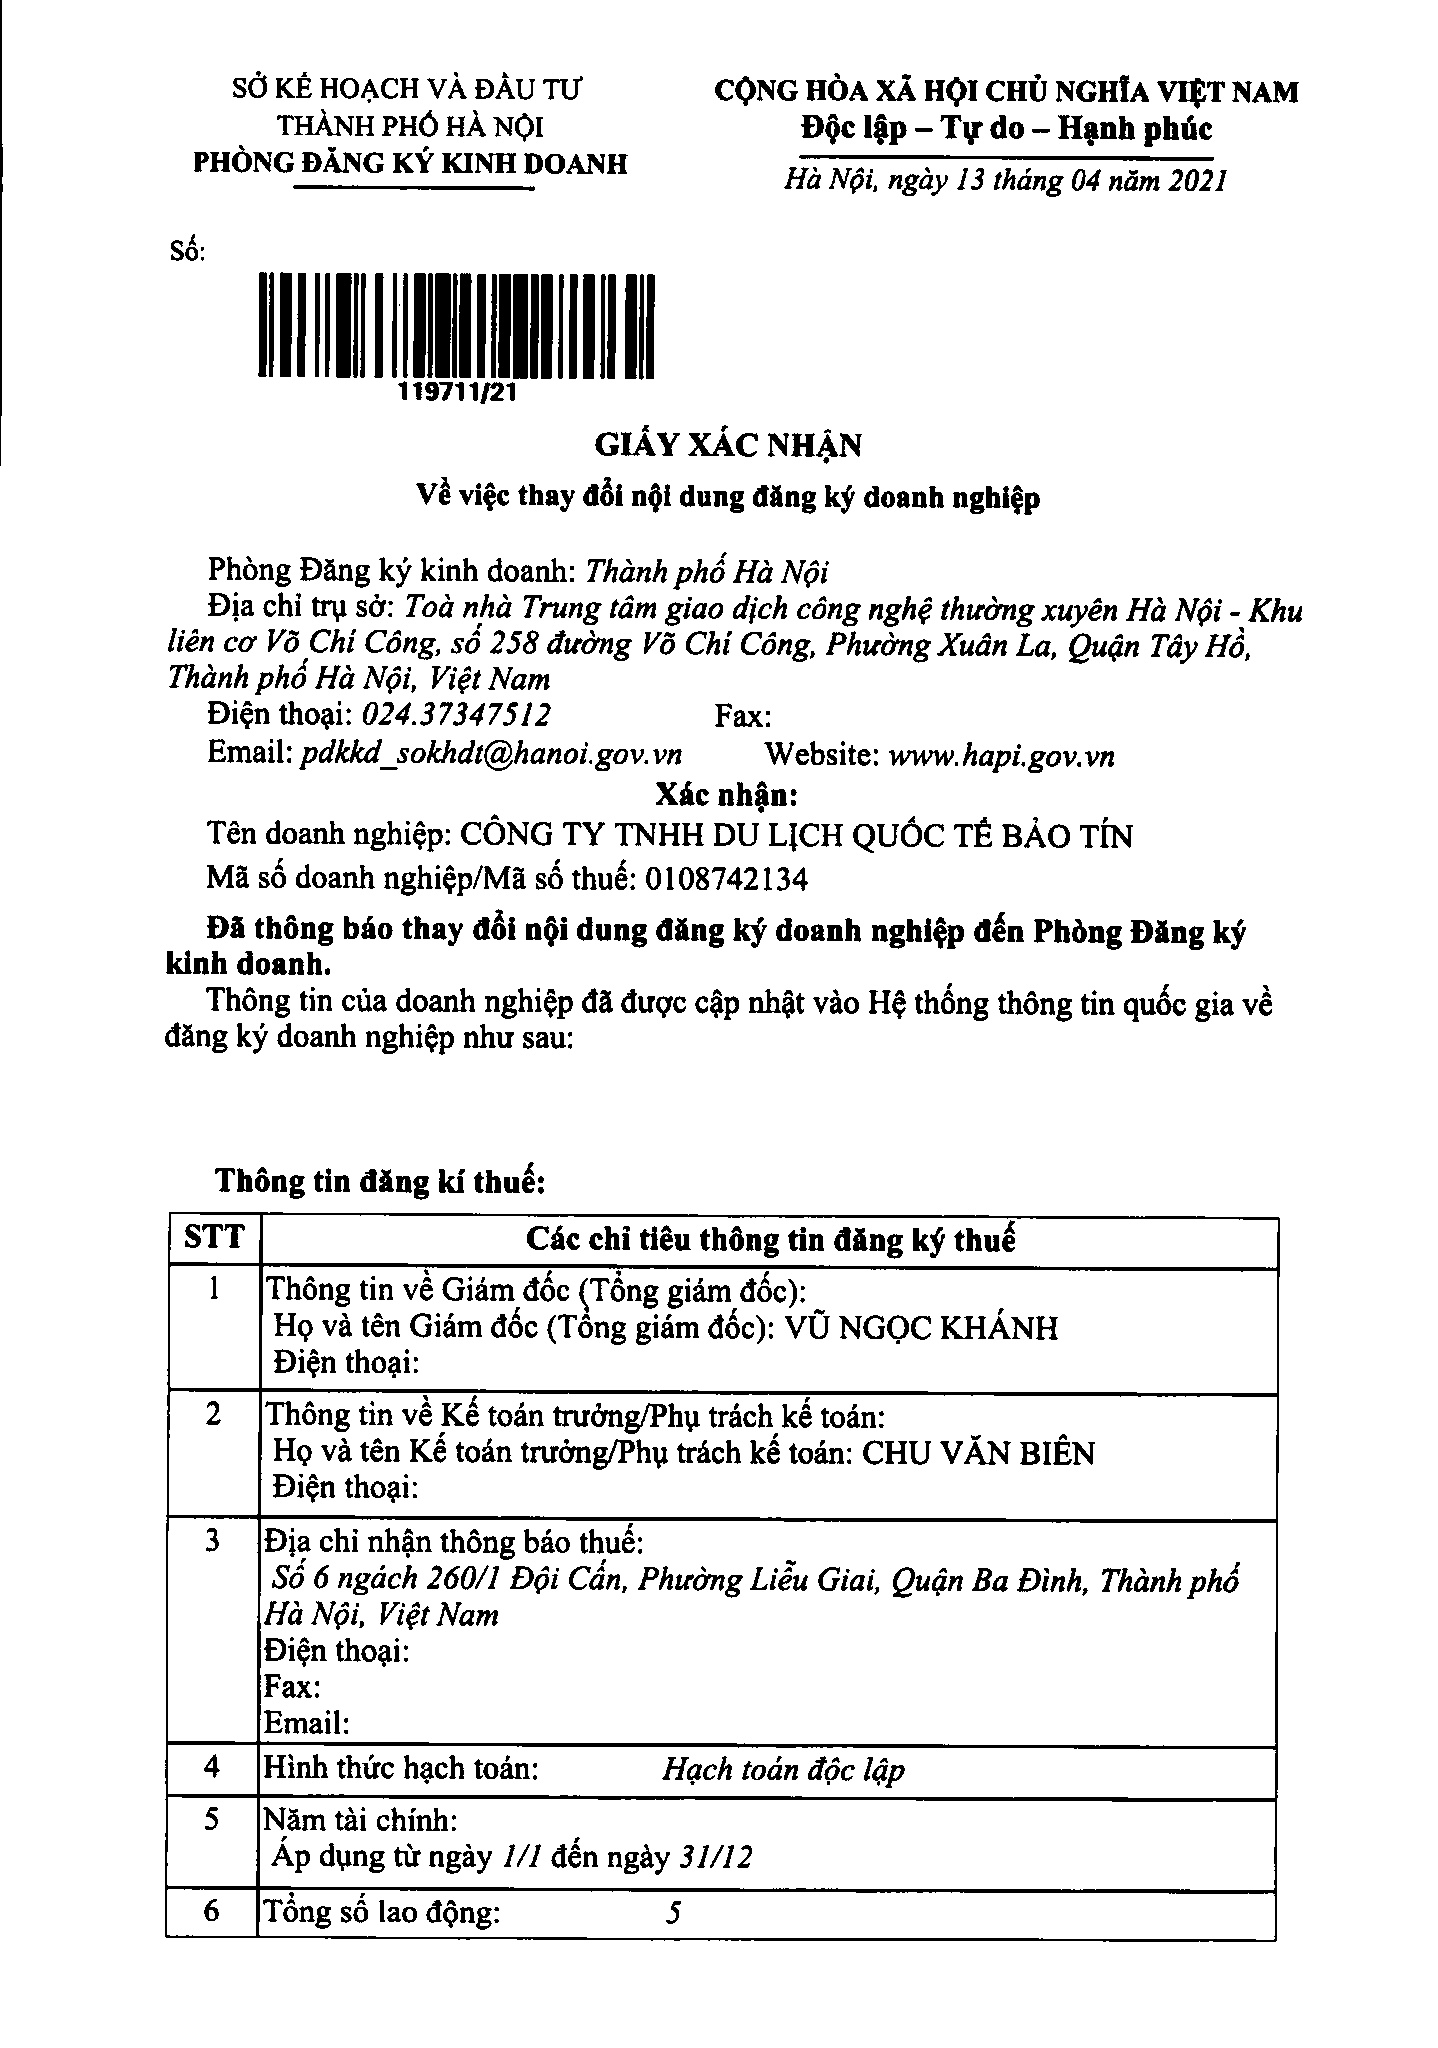 SỞ KẾ HOẠCH VÀ ĐẦU TƯ
THÀNH PHỐ HÀ NỘI
PHÒNG ĐĂNG KÝ KINH DOANH
CỘNG HÒA XÃ HỘI CHỦ NGHĨA VIỆT NAM
Độc lập – Tự do – Hạnh phúc
Hà Nội, ngày 13 tháng 04 năm 2021
Số:
119711/21
GIẤY XÁC NHẬN
Về việc thay đổi nội dung đăng ký doanh nghiệp
Phòng Đăng ký kinh doanh: Thành phố Hà Nội
Địa chỉ trụ sở: Toà nhà Trung tâm giao dịch công nghệ thường xuyên Hà Nội - Khu
liên cơ Võ Chí Công, số 258 đường Võ Chí Công, Phường Xuân La, Quận Tây Hồ,
Thành phố Hà Nội, Việt Nam
Điện thoại: 024.37347512 Fax:
Email: pdkkd_sokhdt@hanoi.gov.vn Website: www.hapi.gov.vn
Xác nhận:
Tên doanh nghiệp: CÔNG TY TNHH DU LỊCH QUỐC TẾ BẢO TÍN
Mã số doanh nghiệp/Mã số thuế: 0108742134
Đã thông báo thay đổi nội dung đăng ký doanh nghiệp đến Phòng Đăng ký
kinh doanh.
Thông tin của doanh nghiệp đã được cập nhật vào Hệ thống thông tin quốc gia về
đăng ký doanh nghiệp như sau:
Thông tin đăng kí thuế:
STT Các chỉ tiêu thông tin đăng ký thuế
1 Thông tin về Giám đốc (Tổng giám đốc):
Họ và tên Giám đốc (Tổng giám đốc): VŨ NGỌC KHÁNH
Điện thoại:
2 Thông tin về Kế toán trưởng/Phụ trách kế toán:
Họ và tên Kế toán trưởng/Phụ trách kế toán: CHU VĂN BIÊN
Điện thoại:
3 Địa chỉ nhận thông báo thuế:
Số 6 ngách 260/1 Đội Cấn, Phường Liễu Giai, Quận Ba Đình, Thành phố
Hà Nội, Việt Nam
Điện thoại:
Fax:
Email:
4 Hình thức hạch toán: Hạch toán độc lập
5 Năm tài chính:
Áp dụng từ ngày 1/1 đến ngày 31/12
6 Tổng số lao động: 5